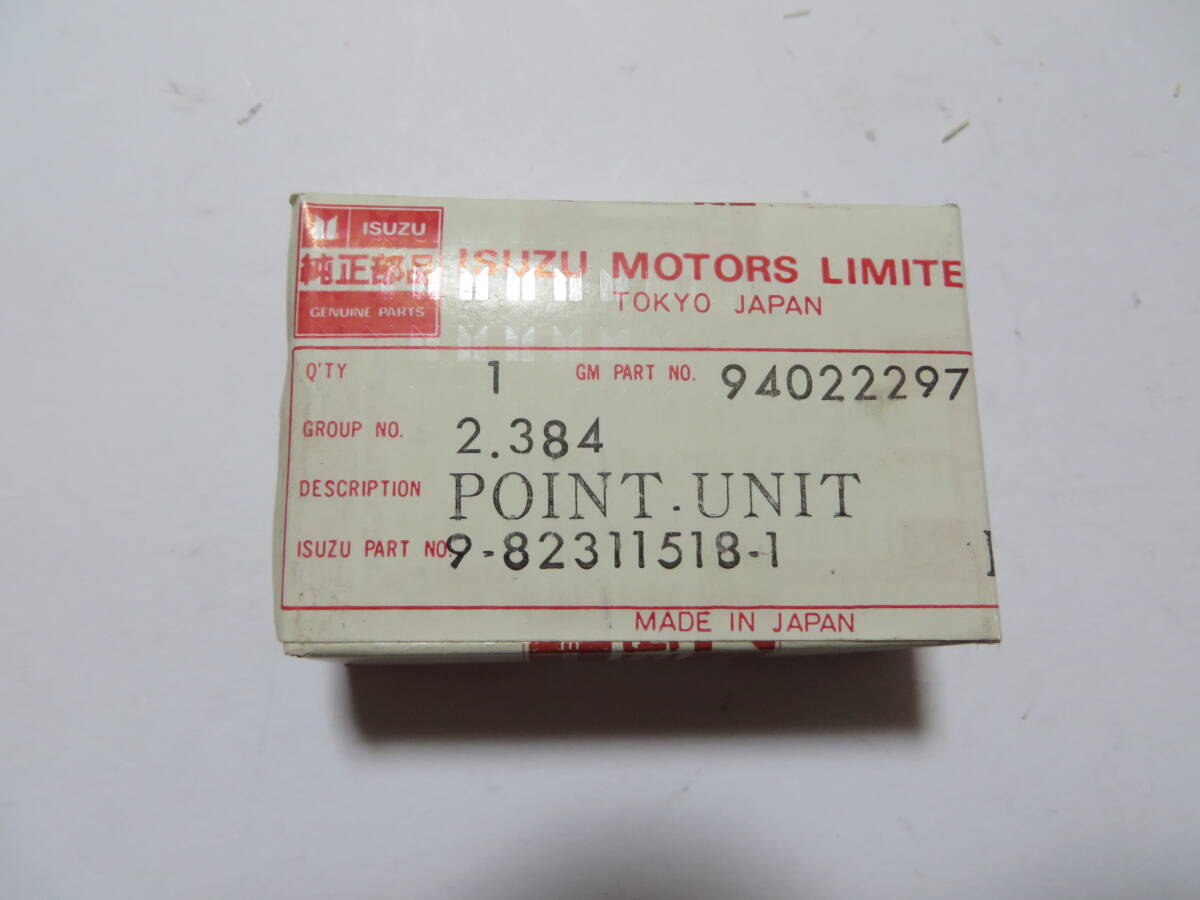 ISUZU
純正部品
GENUINE PARTS
ISUZU MOTORS LIMITE
TOKYO JAPAN
Q'TY 1 GM PART NO. 94022297
GROUP NO. 2.384
DESCRIPTION POINT.UNIT
ISUZU PART NO. 9-82311518-1
MADE IN JAPAN